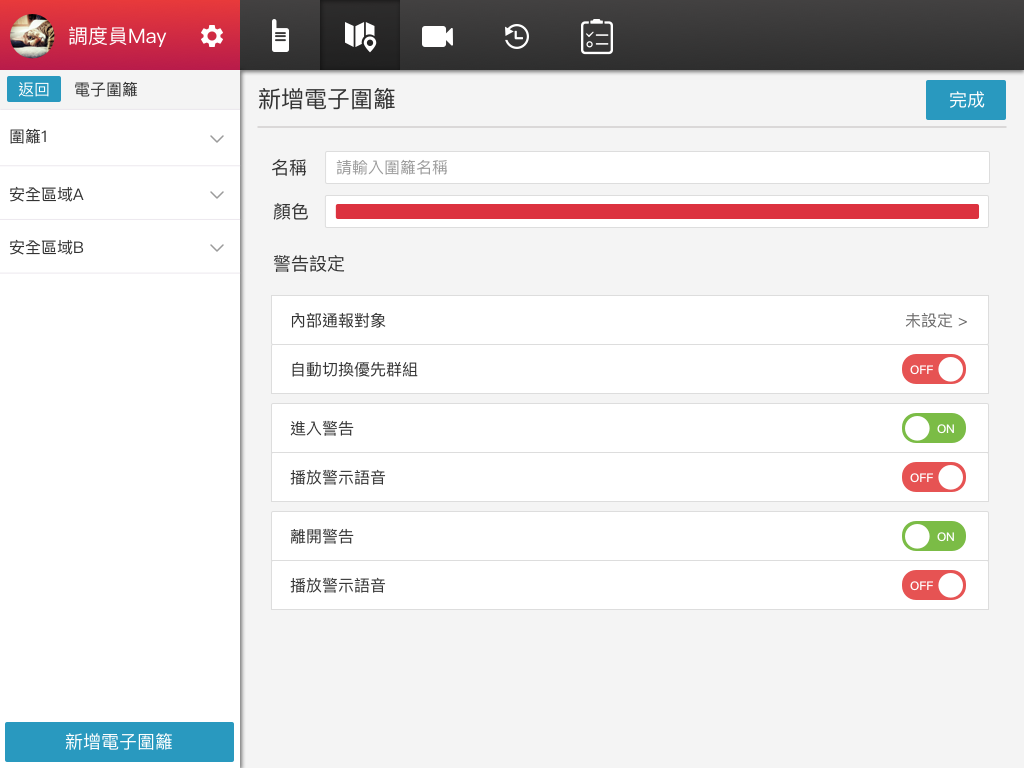 調度員May
返回 電子圍籬
圍籬1
安全區域A
安全區域B
新增電子圍籬
新增電子圍籬
完成
名稱 請輸入圍籬名稱
顏色
警告設定
內部通報對象 未設定 >
自動切換優先群組 OFF
進入警告 ON
播放警示語音 OFF
離開警告 ON
播放警示語音 OFF